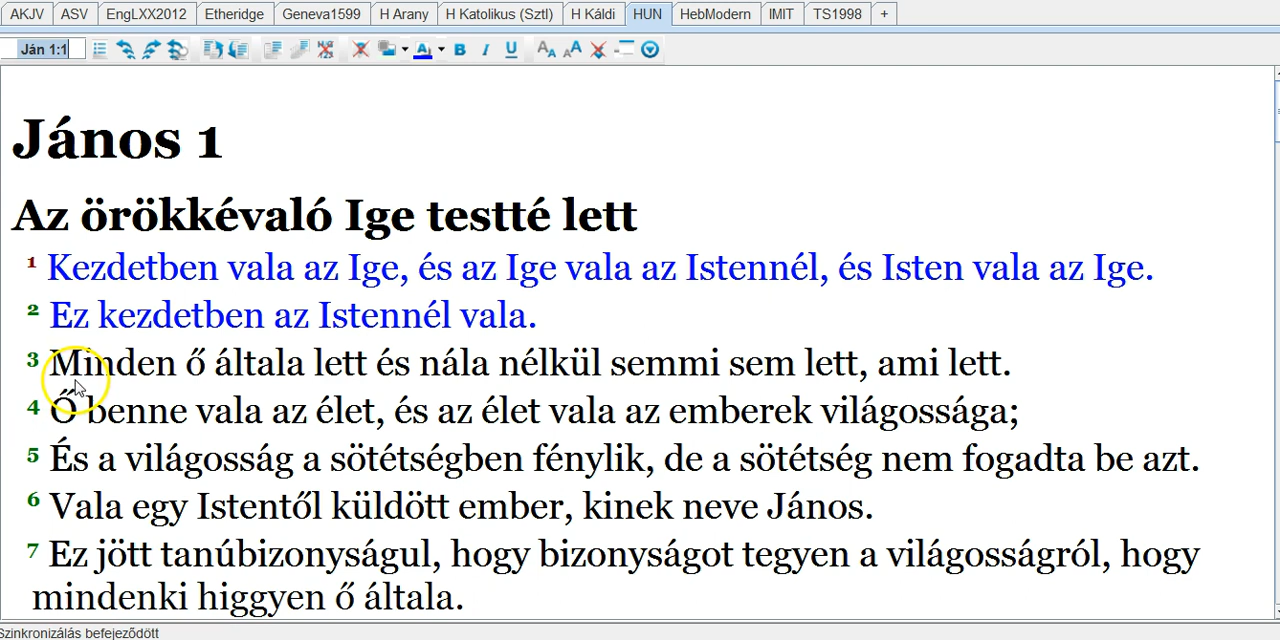 AKJV ASV EngLXX2012 Etheridge Geneva1599 H Arany H Katolikus (Sztl) H Káldi HUN HebModern IMIT TS1998 +
Ján 1:1 A B I U A A A A
János 1
Az örökkévaló Ige testté lett
1 Kezdetben vala az Ige, és az Ige vala az Istennél, és Isten vala az Ige.
2 Ez kezdetben az Istennél vala.
3 Minden ő általa lett és nála nélkül semmi sem lett, ami lett.
4 Ő benne vala az élet, és az élet vala az emberek világossága;
5 És a világosság a sötétségben fénylik, de a sötétség nem fogadta be azt.
6 Vala egy Istentől küldött ember, kinek neve János.
7 Ez jött tanúbizonyságul, hogy bizonyságot tegyen a világosságról, hogy
mindenki higgyen ő általa.
Szinkronizálás befejeződött